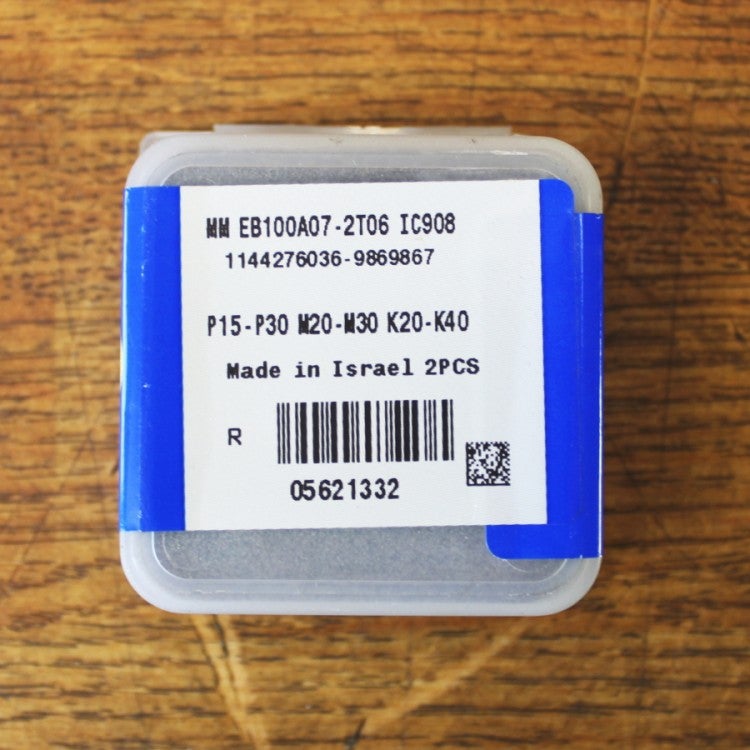 MM EB100A07-2T06 IC908
1144276036-9869867
P15-P30 M20-M30 K20-K40
Made in Israel 2PCS
R
05621332